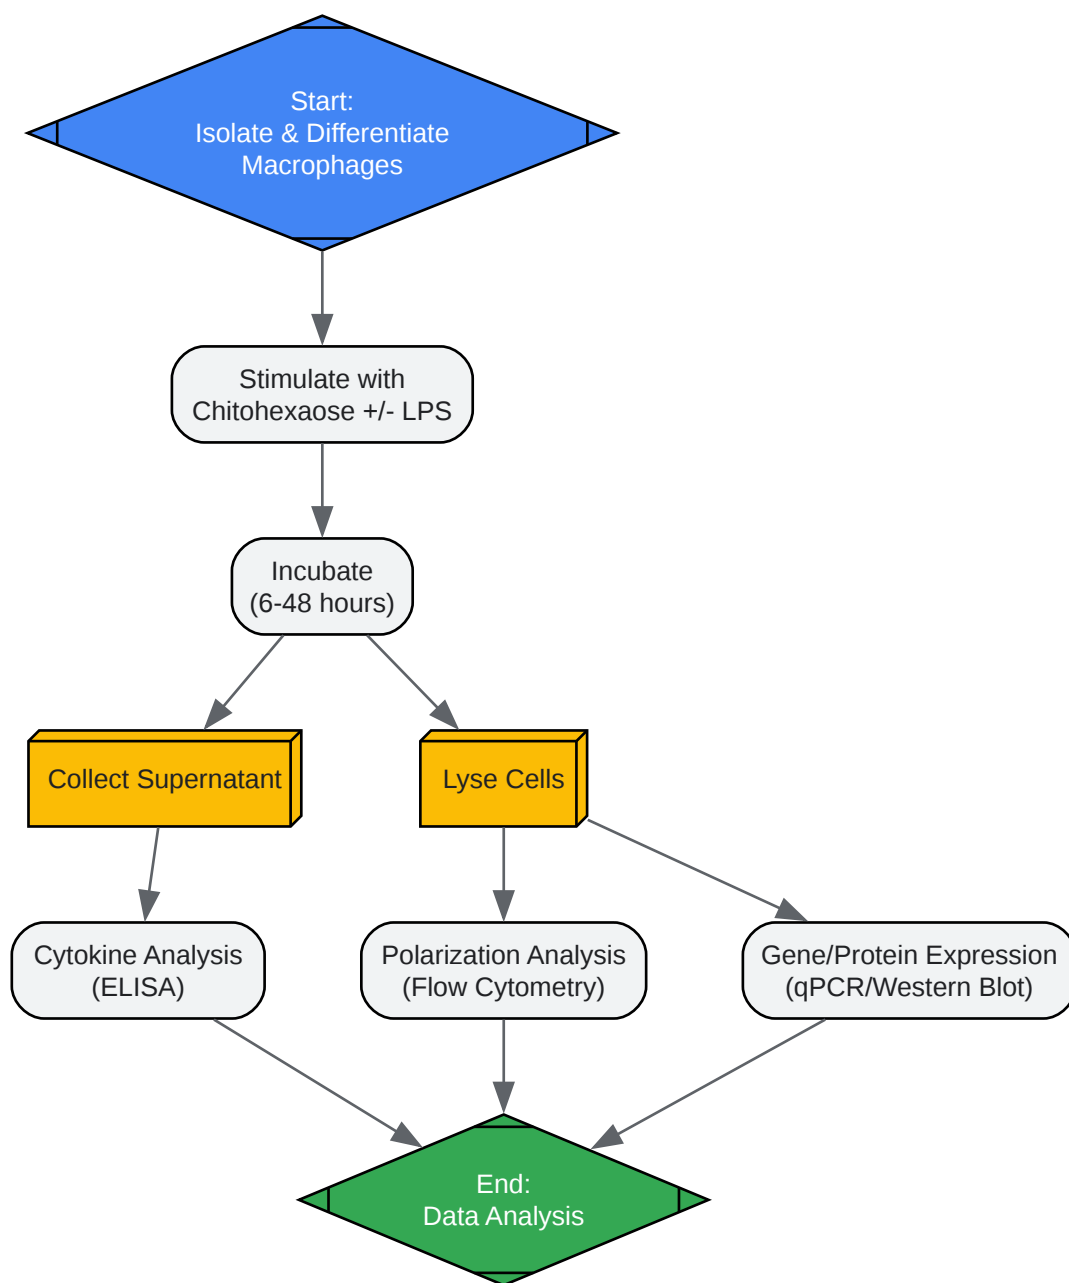 Start:
Isolate & Differentiate
Macrophages
Stimulate with
Chitohexaose +/- LPS
Incubate
(6-48 hours)
Collect Supernatant
Lyse Cells
Cytokine Analysis
(ELISA)
Polarization Analysis
(Flow Cytometry)
Gene/Protein Expression
(qPCR/Western Blot)
End:
Data Analysis